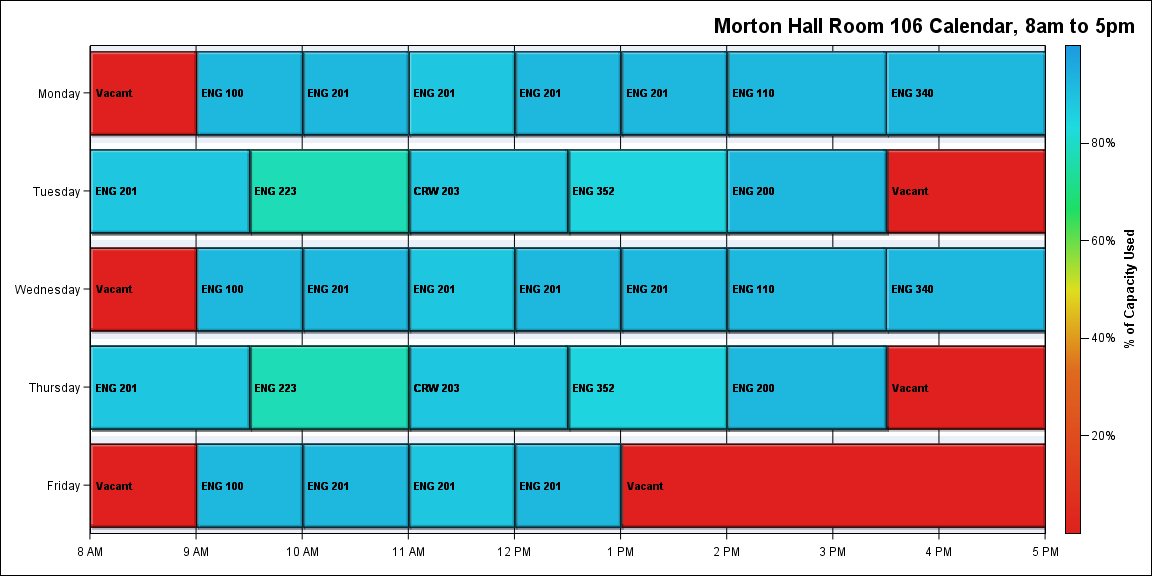 Morton Hall Room 106 Calendar, 8am to 5pm
Monday
Vacant
ENG 100
ENG 201
ENG 201
ENG 201
ENG 201
ENG 110
ENG 340
Tuesday
ENG 201
ENG 223
CRW 203
ENG 352
ENG 200
Vacant
Wednesday
Vacant
ENG 100
ENG 201
ENG 201
ENG 201
ENG 201
ENG 110
ENG 340
Thursday
ENG 201
ENG 223
CRW 203
ENG 352
ENG 200
Vacant
Friday
Vacant
ENG 100
ENG 201
ENG 201
ENG 201
Vacant
8 AM
9 AM
10 AM
11 AM
12 PM
1 PM
2 PM
3 PM
4 PM
5 PM
80%
60%
40%
20%
% of Capacity Used